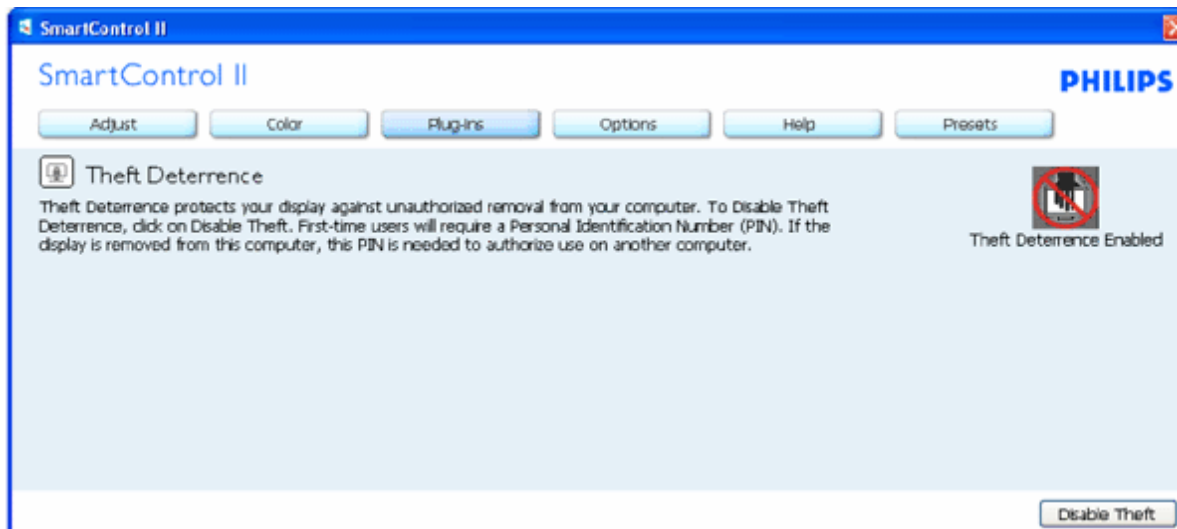 SmartControl II
SmartControl II
PHILIPS
Adjust Color Plug-Ins Options Help Presets
Theft Deterrence
Theft Deterrence protects your display against unauthorized removal from your computer. To Disable Theft
Deterrence, click on Disable Theft. First-time users will require a Personal Identification Number (PIN). If the
display is removed from this computer, this PIN is needed to authorize use on another computer.
Theft Deterrence Enabled
Disable Theft